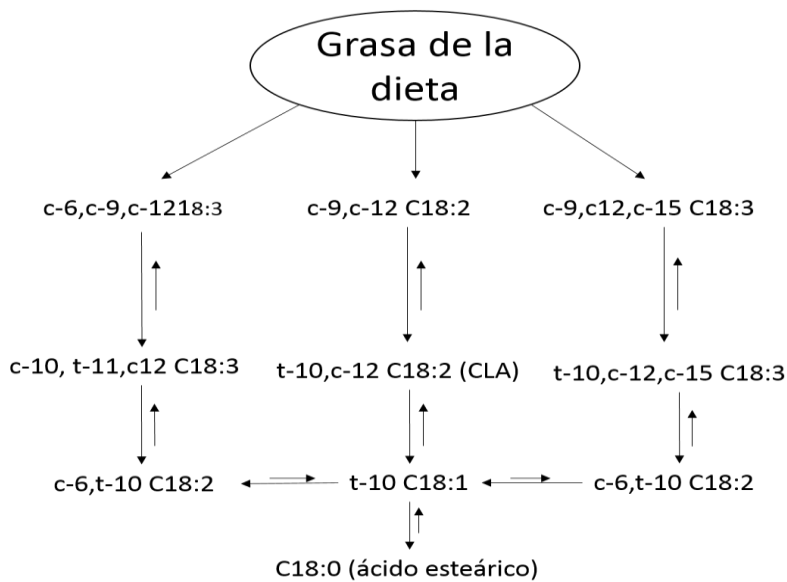 Grasa de la
dieta
c-6,c-9,c-1218:3
c-9,c-12 C18:2
c-9,c12,c-15 C18:3
c-10, t-11,c12 C18:3
t-10,c-12 C18:2 (CLA)
t-10,c-12,c-15 C18:3
c-6,t-10 C18:2
t-10 C18:1
c-6,t-10 C18:2
C18:0 (ácido esteárico)